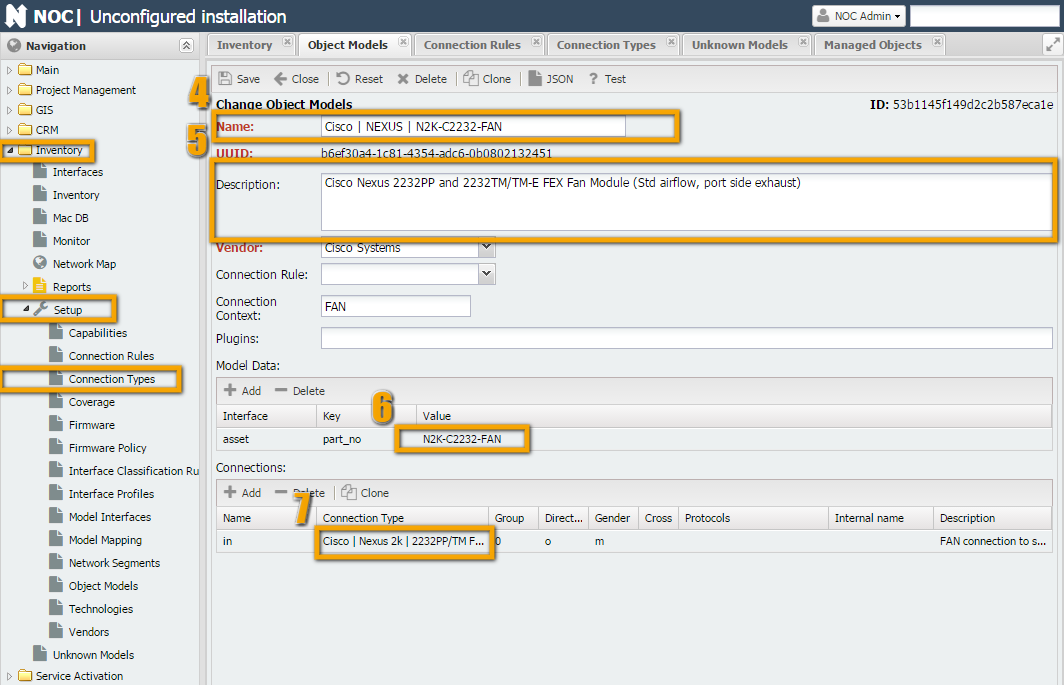 NOC| Unconfigured installation
NOC Admin
Navigation
Inventory
Object Models
Connection Rules
Connection Types
Unknown Models
Managed Objects
Main
Project Management
GIS
CRM
Inventory
Interfaces
Inventory
Mac DB
Monitor
Network Map
Reports
Setup
Capabilities
Connection Rules
Connection Types
Coverage
Firmware
Firmware Policy
Interface Classification Ru
Interface Profiles
Model Interfaces
Model Mapping
Network Segments
Object Models
Technologies
Vendors
Unknown Models
Service Activation
Save Close Reset Delete Clone JSON ? Test
4
Change Object Models
ID: 53b1145f149d2c2b587eca1e
Name: Cisco | NEXUS | N2K-C2232-FAN
5
UUID: b6ef30a4-1c81-4354-adc6-0b0802132451
Description: Cisco Nexus 2232PP and 2232TM/TM-E FEX Fan Module (Std airflow, port side exhaust)
Vendor: Cisco Systems
Connection Rule:
Connection Context: FAN
Plugins:
Model Data:
Add Delete
6
Interface Key Value
asset part_no N2K-C2232-FAN
Connections:
Add Delete Clone
7
Name Connection Type Group Direct... Gender Cross Protocols Internal name Description
in Cisco | Nexus 2k | 2232PP/TM F... 0 o m FAN connection to s...